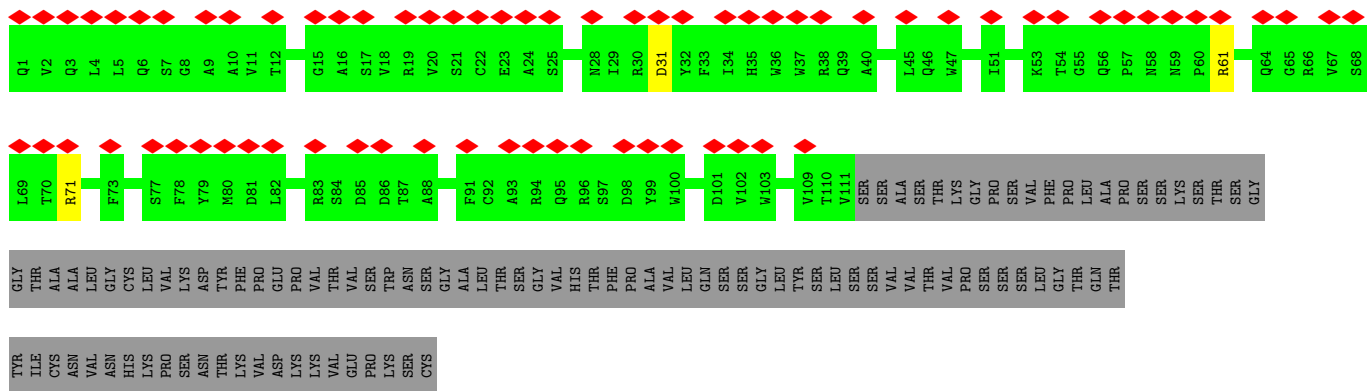 Q1 V2 Q3 L4 L5 Q6 S7 G8 A9 A10 V11 T12 G15 A16 S17 V18 R19 V20 S21 C22 E23 A24 S25 N28 I29 R30 D31 Y32 F33 I34 H35 W36 W37 R38 Q39 A40 L45 Q46 W47 I51 K53 T54 G55 Q56 P57 N58 N59 P60 R61 Q64 G65 R66 V67 S68
L69 T70 R71 F73 S77 F78 Y79 M80 D81 L82 R83 S84 D85 D86 T87 A88 F91 C92 A93 R94 Q95 R96 S97 D98 Y99 W100 D101 V102 W103 V109 T110 V111 SER SER ALA SER THR LYS GLY PRO SER VAL PHE PRO LEU ALA PRO SER SER LYS SER THR SER GLY
GLY THR ALA ALA LEU GLY CYS LEU VAL LYS ASP TYR PHE PRO GLU PRO VAL THR VAL SER TRP ASN SER GLY ALA LEU THR SER GLY VAL HIS THR PHE PRO ALA VAL LEU GLN SER SER GLY LEU TYR SER LEU SER SER VAL VAL THR VAL PRO SER SER SER LEU GLY THR GLN THR
TYR ILE CYS ASN VAL ASN HIS LYS PRO SER ASN THR LYS VAL ASP LYS LYS VAL GLU PRO LYS SER CYS